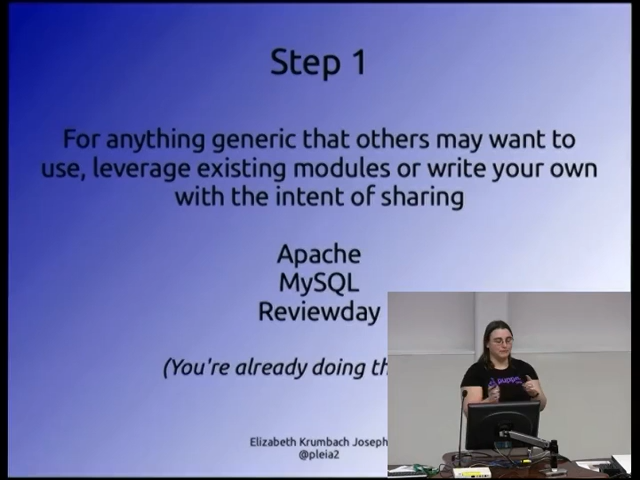 Step 1
For anything generic that others may want to
use, leverage existing modules or write your own
with the intent of sharing
Apache
MySQL
Reviewday
(You're already doing th
Elizabeth Krumbach Joseph
@pleia2
puppet